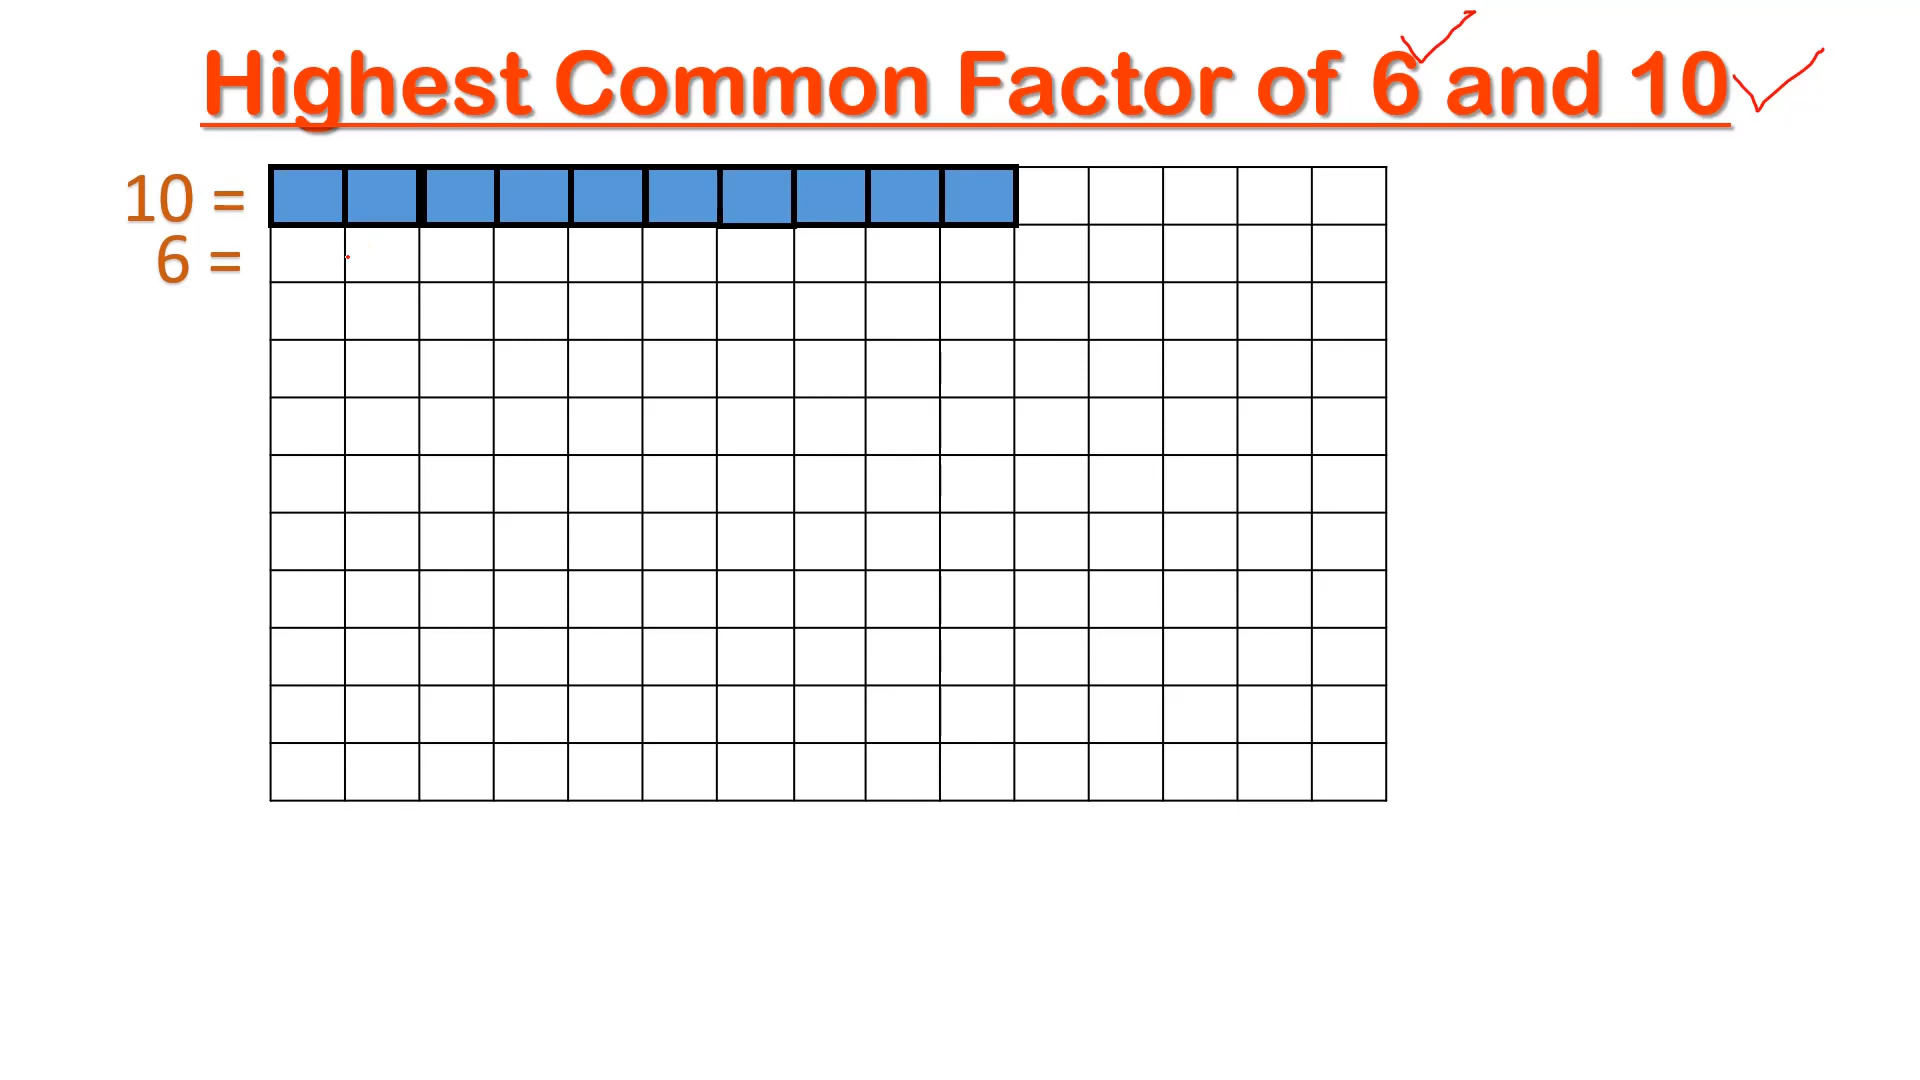 Highest Common Factor of 6 and 10
10 =
6 =